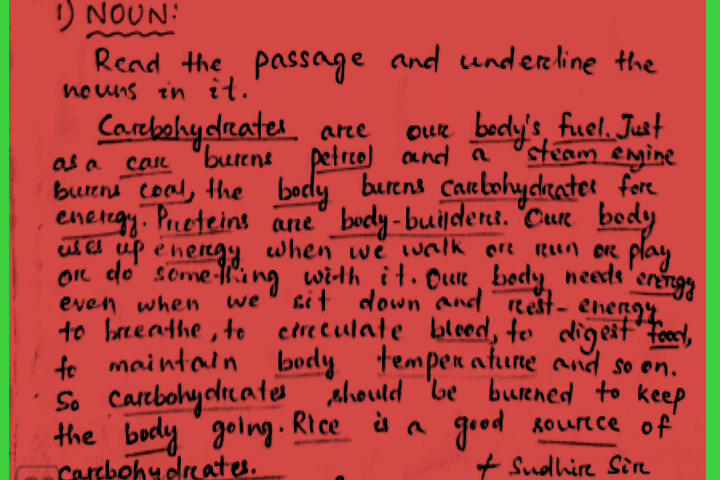 1) NOUN:
Read the passage and underline the
nouns in it.
Carbohydrates are our body's fuel. Just
as a car burns petrol and a steam engine
burns coal, the body burns carbohydrates for
energy. Proteins are body-builders. Our body
uses up energy when we walk or run or play
or do something with it. Our body needs energy
even when we sit down and rest- energy
to breathe, to circulate blood, to digest food,
to maintain body temperature and so on.
So carbohydrates should be burned to keep
the body going. Rice is a good source of
carbohydrates.
+ Sudhir Sir